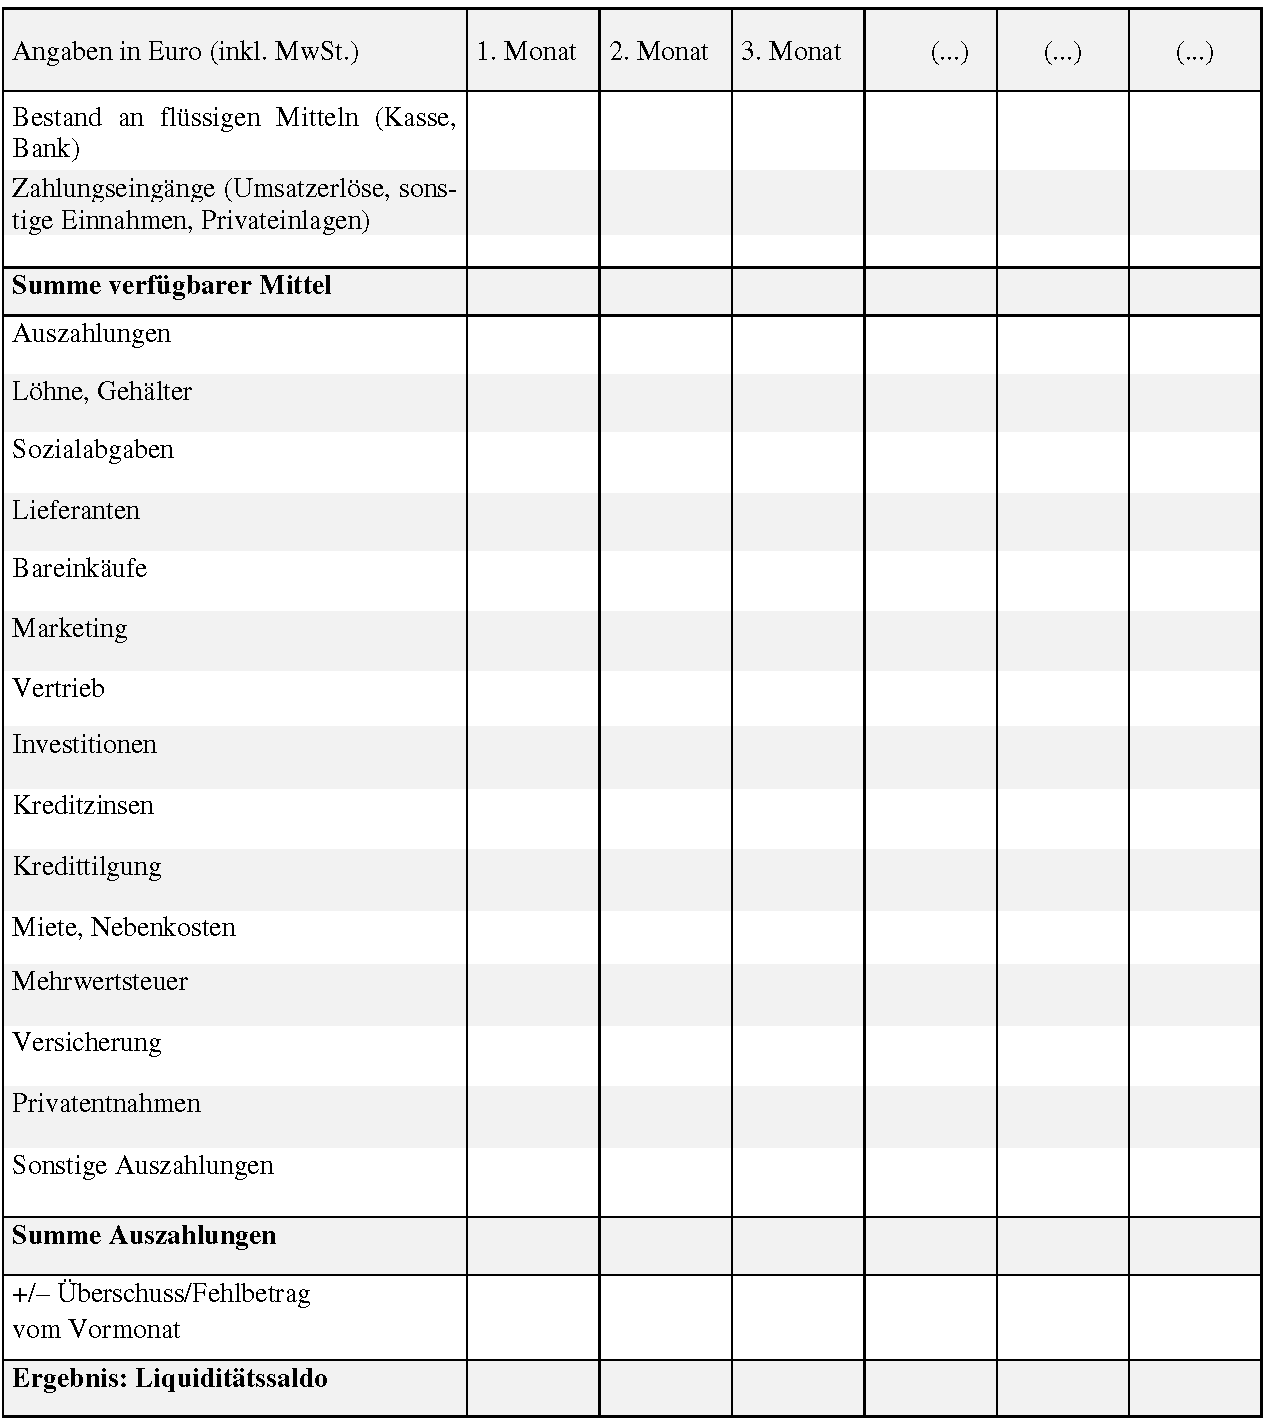 Angaben in Euro (inkl. MwSt.) 1. Monat 2. Monat 3. Monat (...) (...) (...)
Bestand an flüssigen Mitteln (Kasse,
Bank)
Zahlungseingänge (Umsatzerlöse, sons-
tige Einnahmen, Privateinlagen)
Summe verfügbarer Mittel
Auszahlungen
Löhne, Gehälter
Sozialabgaben
Lieferanten
Bareinkäufe
Marketing
Vertrieb
Investitionen
Kreditzinsen
Kredittilgung
Miete, Nebenkosten
Mehrwertsteuer
Versicherung
Privatentnahmen
Sonstige Auszahlungen
Summe Auszahlungen
+/– Überschuss/Fehlbetrag
vom Vormonat
Ergebnis: Liquiditätssaldo